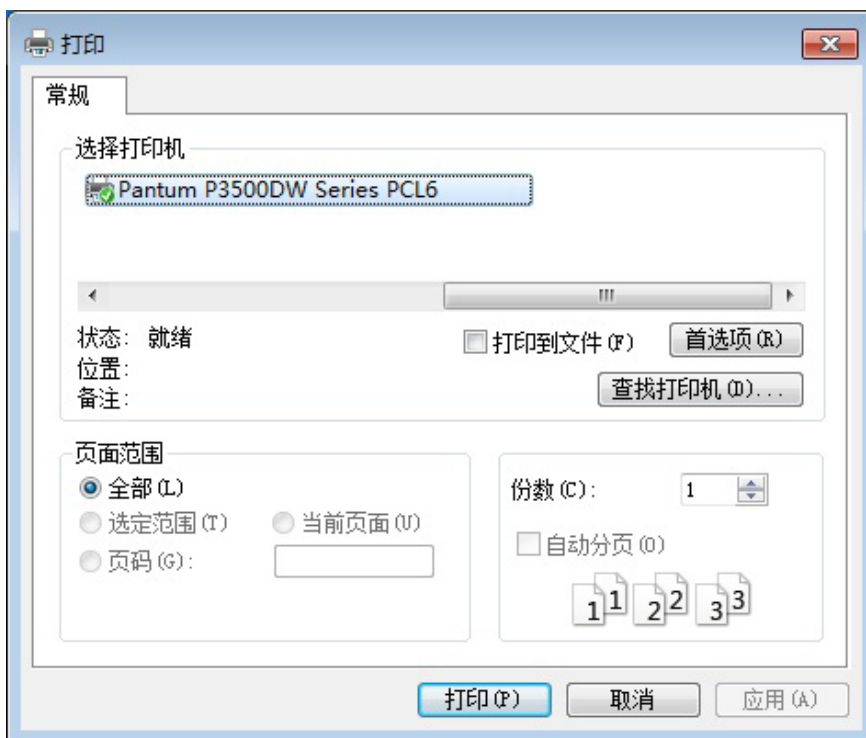 打印
常规
选择打印机
Pantum P3500DW Series PCL6
状态: 就绪
打印到文件(F)
首选项(R)
位置:
查找打印机(D)...
备注:
页面范围
全部(L)
份数(C): 1
选定范围(T)
当前页面(U)
自动分页(O)
页码(G):
1 1 2 2 3 3
打印(P)
取消
应用(A)